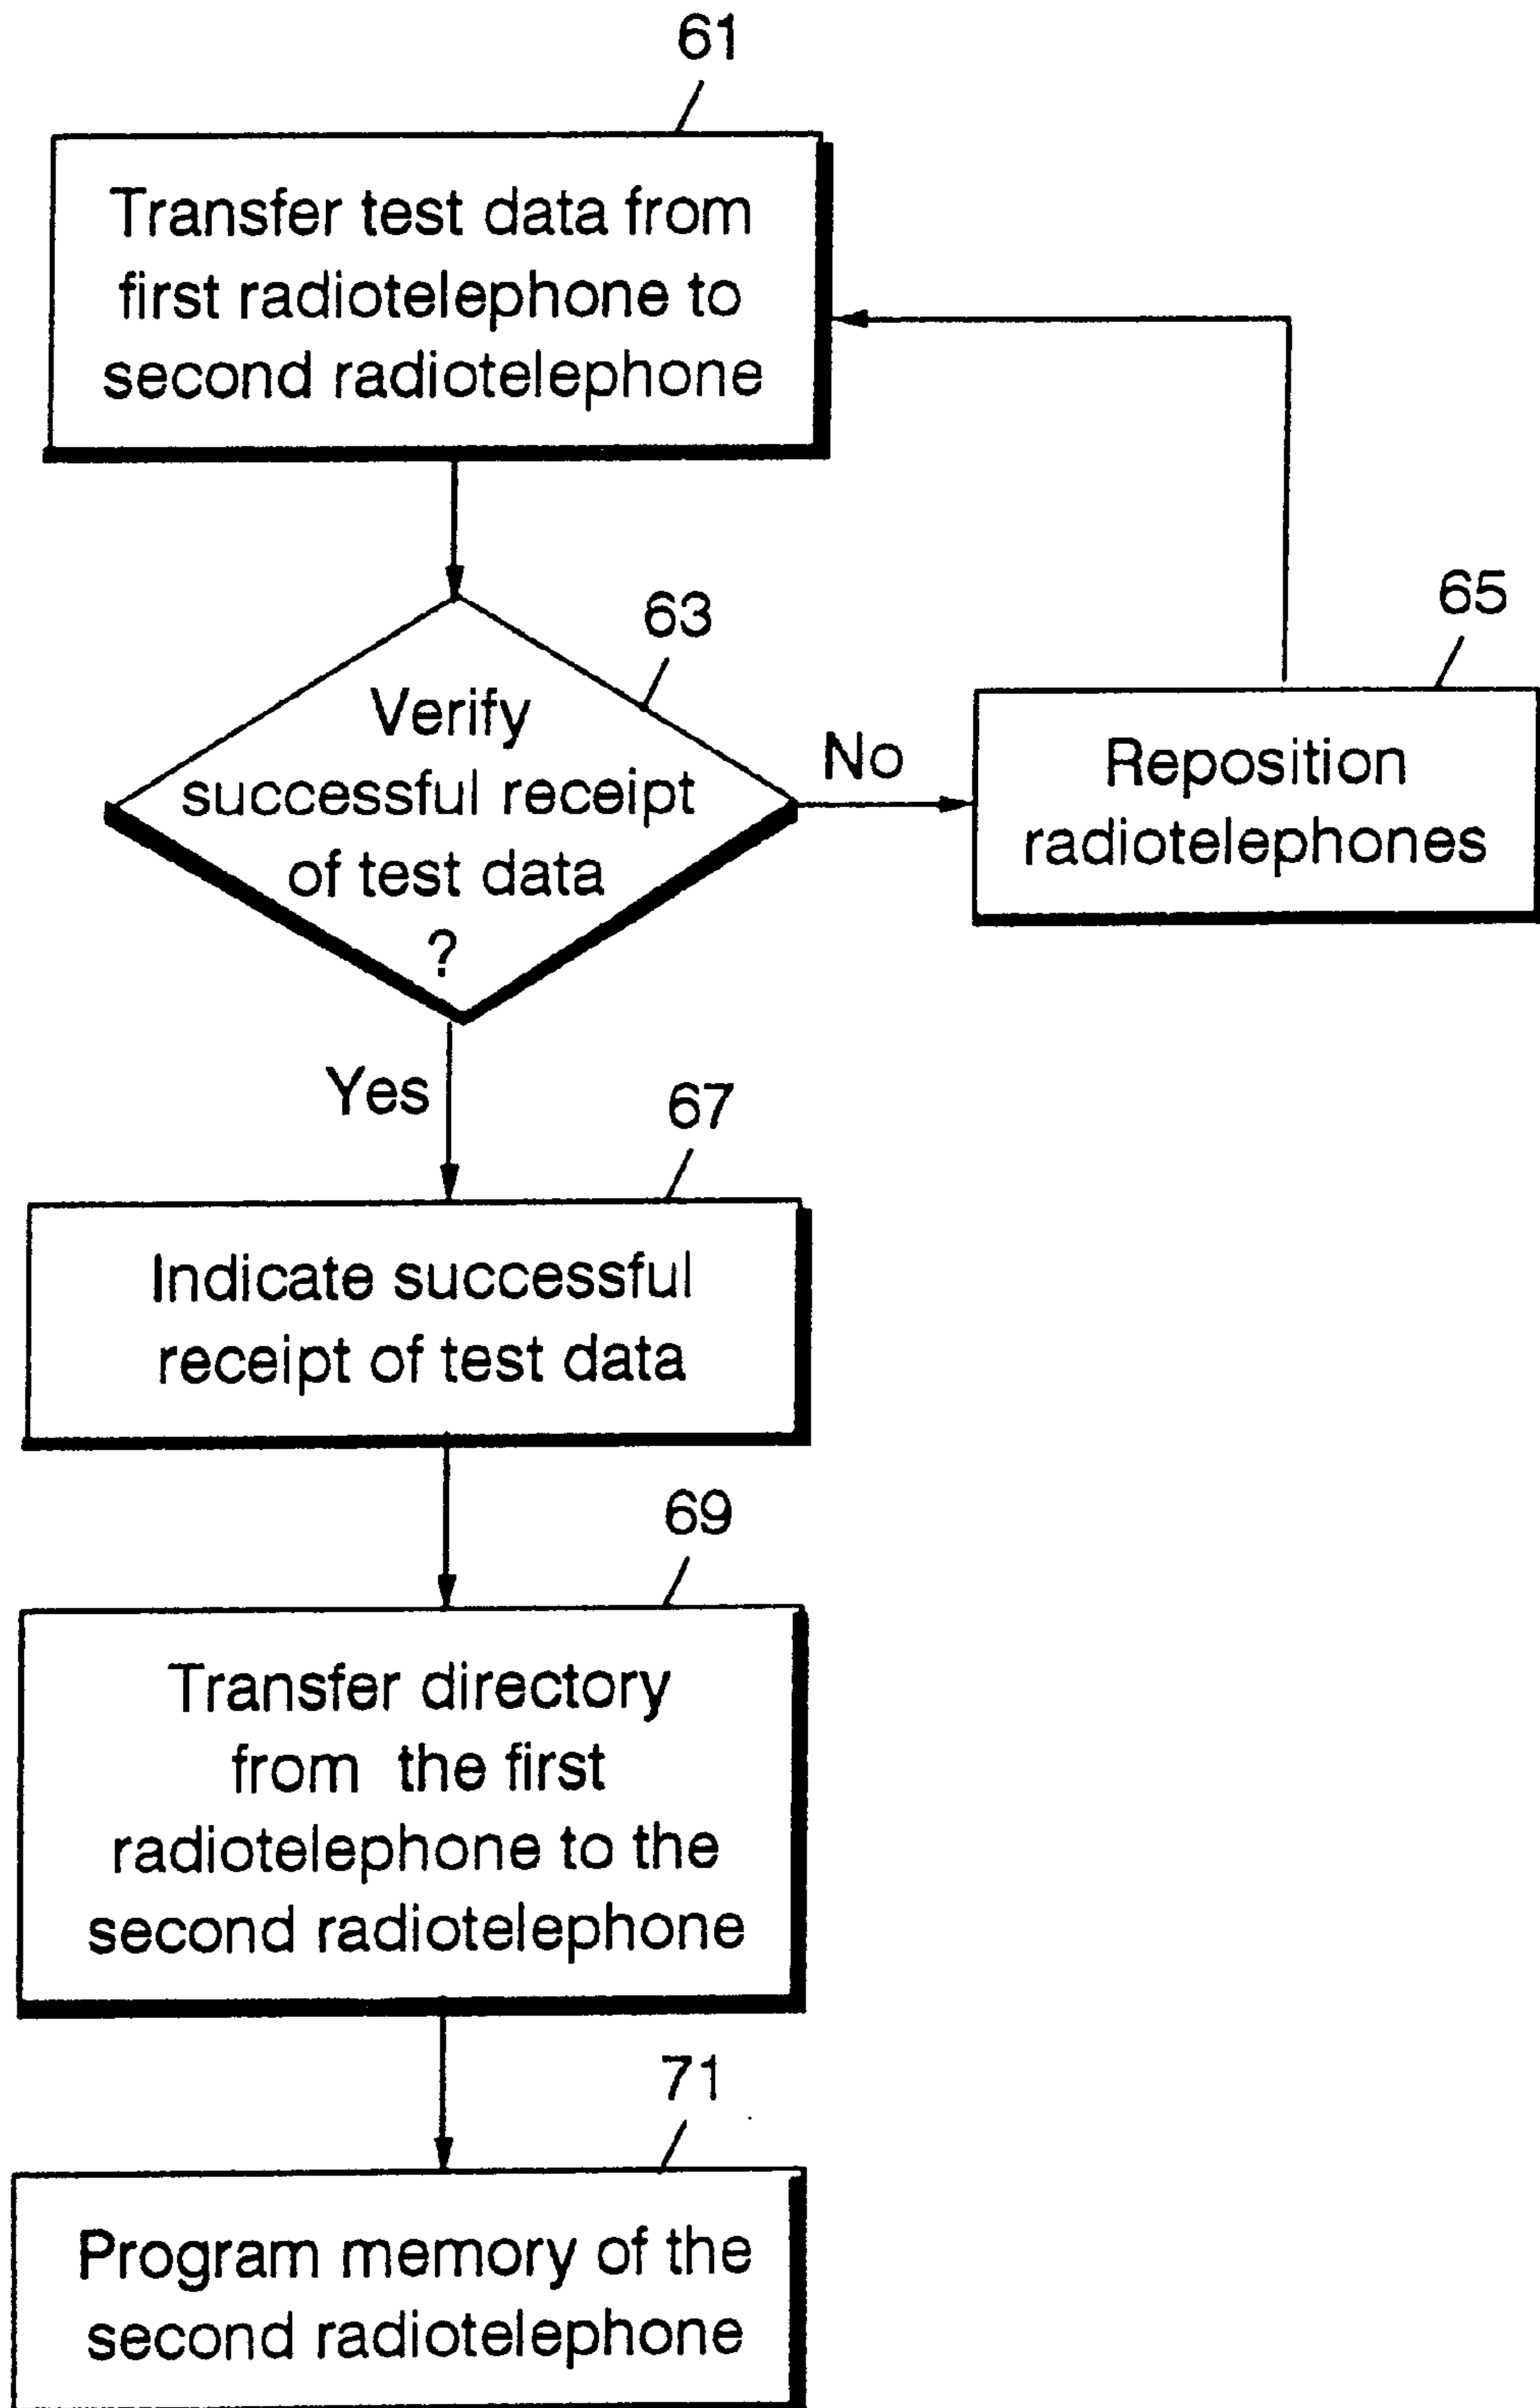 61
Transfer test data from
first radiotelephone to
second radiotelephone
63
Verify
successful receipt
of test data
?
No
65
Reposition
radiotelephones
Yes
67
Indicate successful
receipt of test data
69
Transfer directory
from the first
radiotelephone to the
second radiotelephone
71
Program memory of the
second radiotelephone